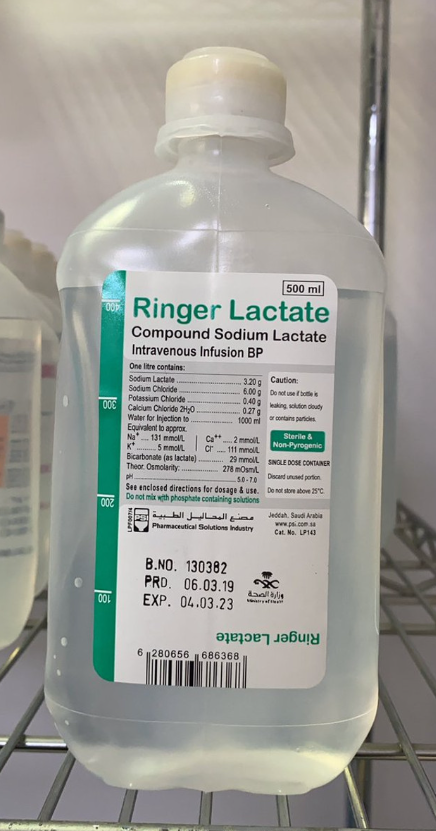 500 ml
Ringer Lactate
Compound Sodium Lactate
Intravenous Infusion BP
One litre contains:
Sodium Lactate ........................ 3.20 g
Sodium Chloride ...................... 6.00 g
Potassium Chloride ................. 0.40 g
Calcium Chloride 2H₂O ............ 0.27 g
Water for Injection to ............... 1000 ml
Equivalent to approx.
Na⁺ .... 131 mmol/L Ca⁺⁺ .... 2 mmol/L
K⁺ ....... 5 mmol/L Cl⁻ .... 111 mmol/L
Bicarbonate (as lactate) ............ 29 mmol/L
Theor. Osmolarity: .................. 278 mOsm/L
pH ............................ 5.0 - 7.0
See enclosed directions for dosage & use.
Do not mix with phosphate containing solutions
Caution:
Do not use if bottle is
leaking, solution cloudy
or contains particles.
Sterile &
Non-Pyrogenic
SINGLE DOSE CONTAINER
Discard unused portion.
Do not store above 25°C.
PSI
مصنع المحاليل الطبية
Pharmaceutical Solutions Industry
Jeddah, Saudi Arabia
www.psi.com.sa
Cat. No. LP143
B.NO. 130382
PRD. 06.03.19
EXP. 04.03.23
وزارة الصحة
Ringer Lactate
6 280656 686368
400
300
200
100